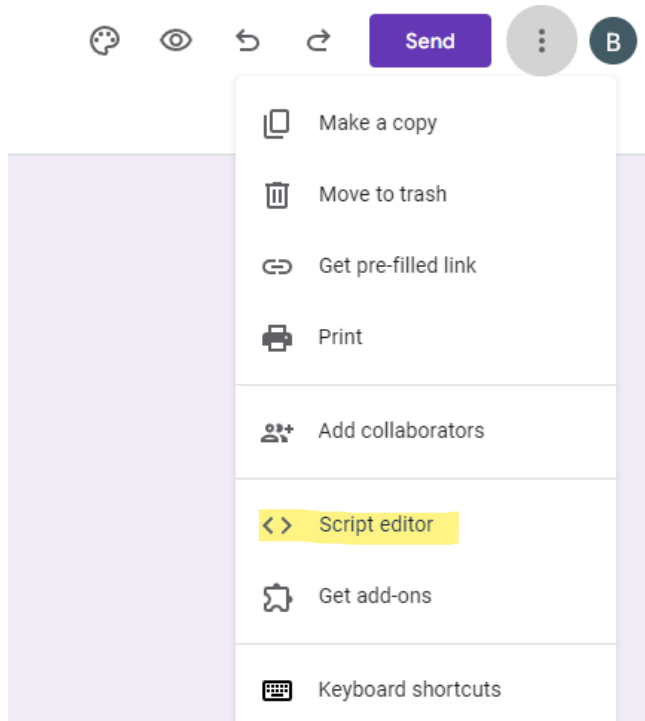 Send
B
Make a copy
Move to trash
Get pre-filled link
Print
Add collaborators
Script editor
Get add-ons
Keyboard shortcuts